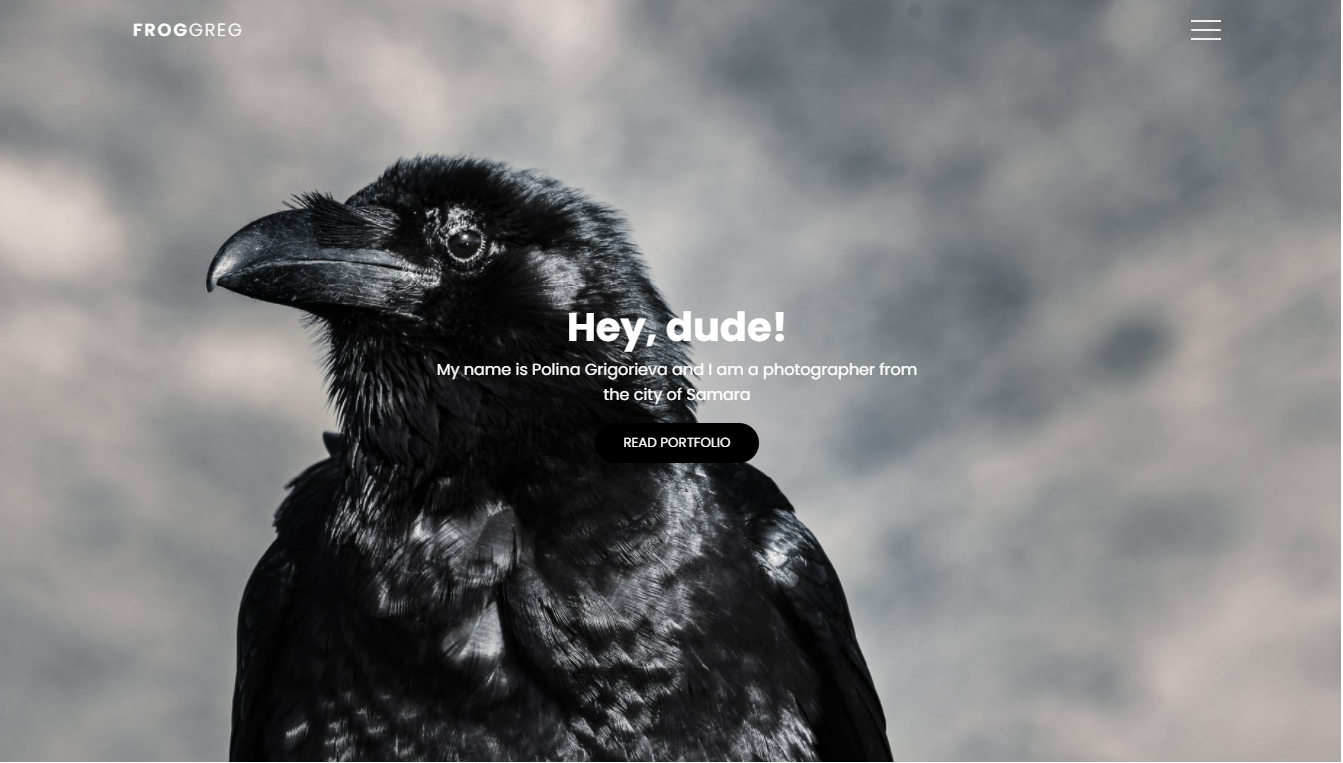 FROGGREG
Hey, dude!
My name is Polina Grigorieva and I am a photographer from
the city of Samara
READ PORTFOLIO